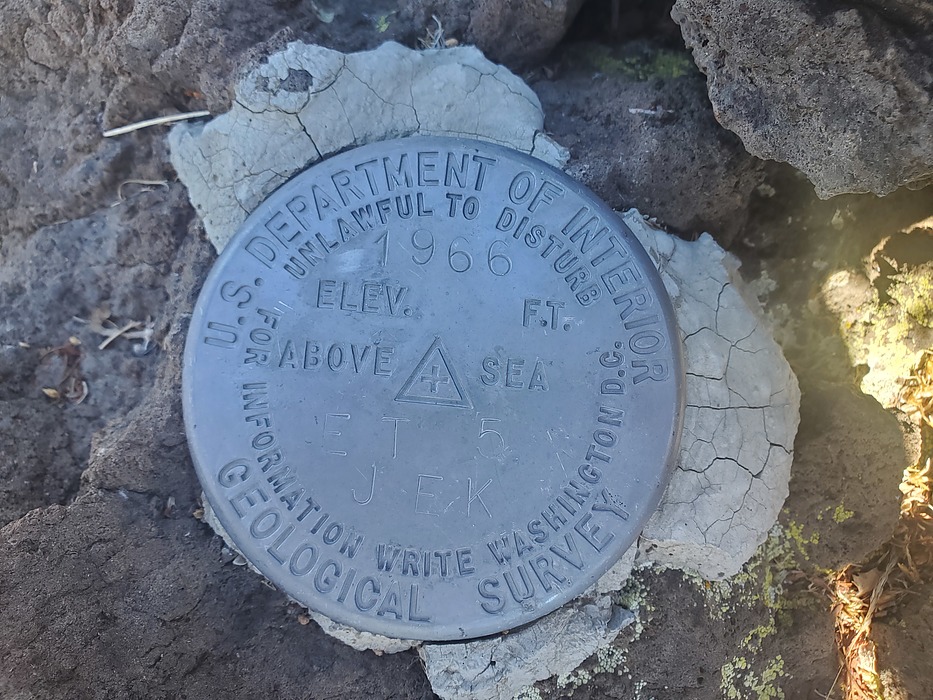 U.S. DEPARTMENT OF INTERIOR
UNLAWFUL TO DISTURB
1966
ELEV. F.T.
ABOVE SEA
ET 5
JEK
FOR INFORMATION WRITE WASHINGTON D.C.
GEOLOGICAL SURVEY